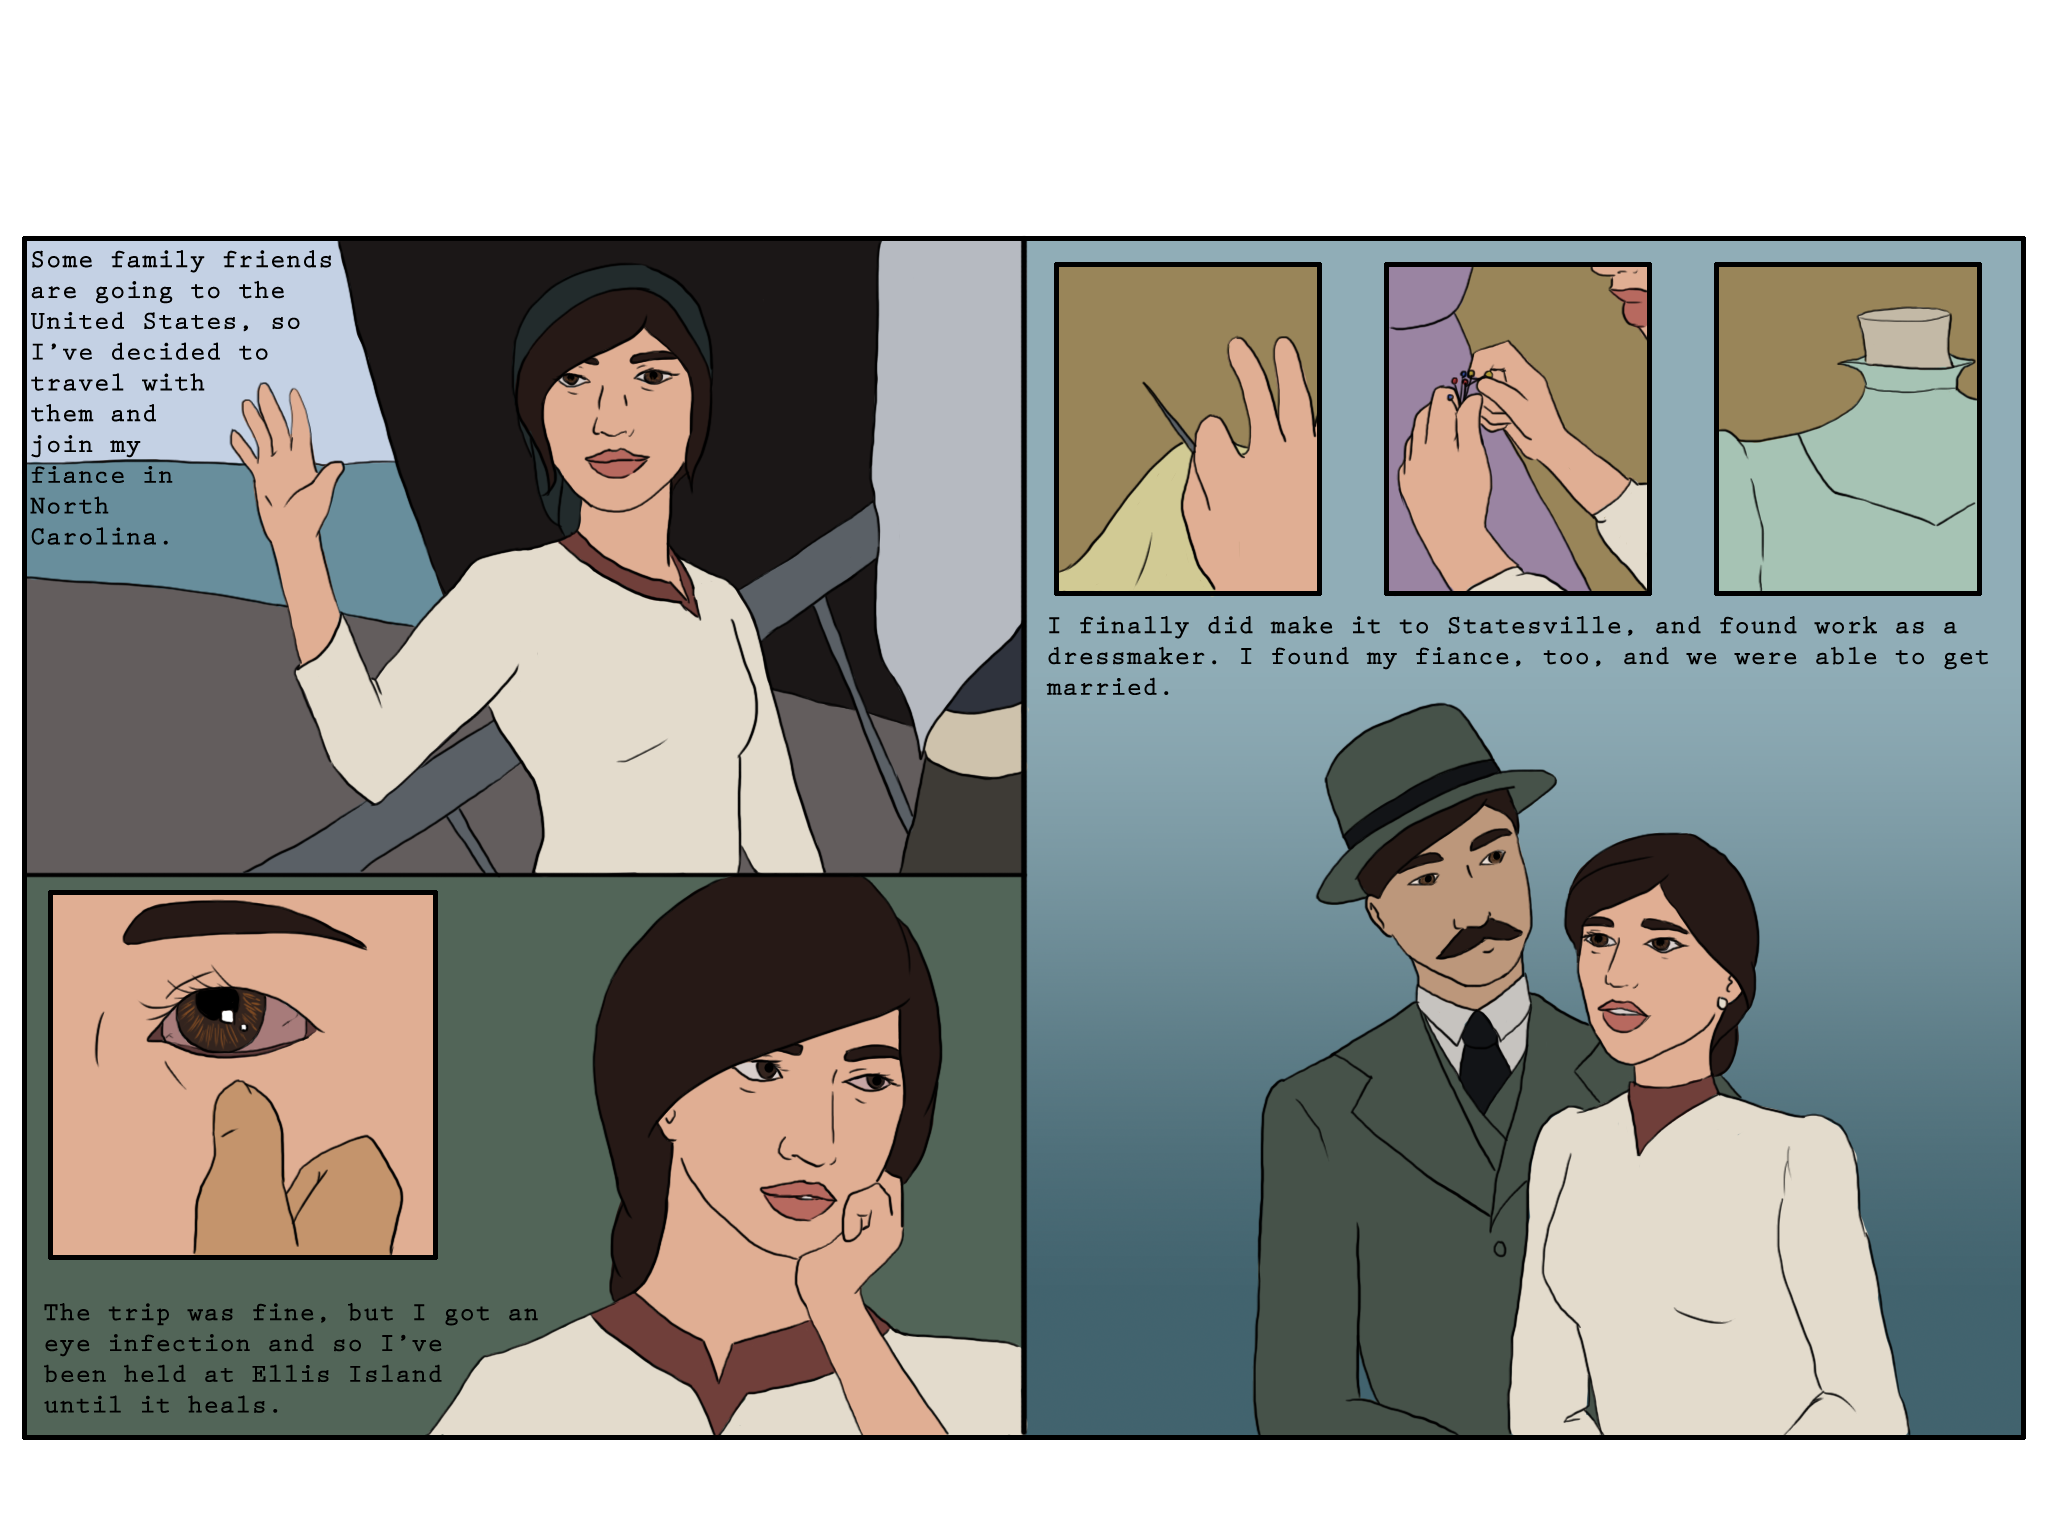 Some family friends
are going to the
United States, so
I've decided to
travel with
them and
join my
fiance in
North
Carolina.
The trip was fine, but I got an
eye infection and so I've
been held at Ellis Island
until it heals.
I finally did make it to Statesville, and found work as a
dressmaker. I found my fiance, too, and we were able to get
married.